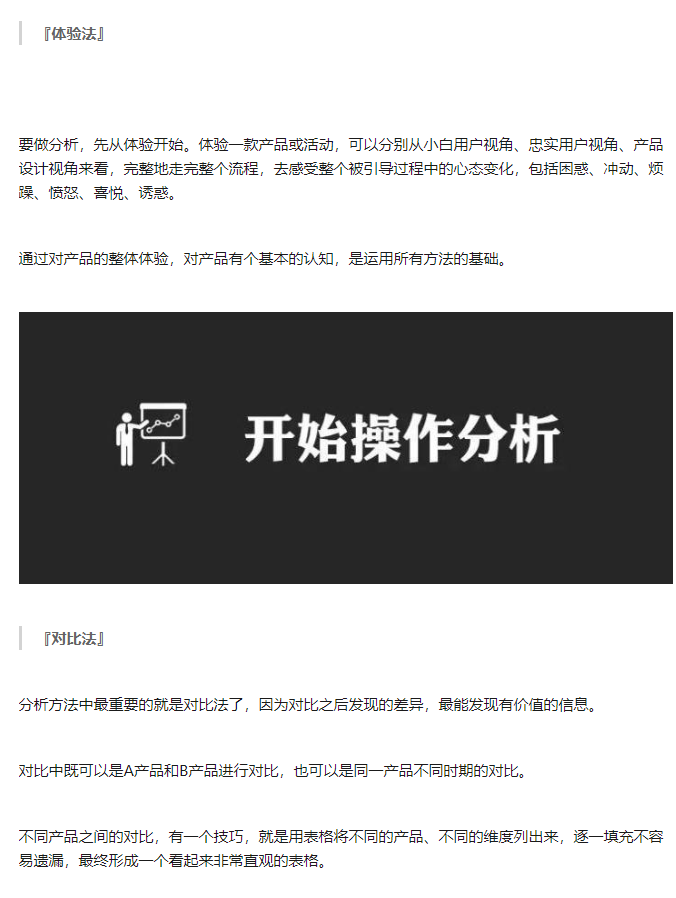 『体验法』
要做分析，先从体验开始。体验一款产品或活动，可以分别从小白用户视角、忠实用户视角、产品
设计视角来看，完整地走完整个流程，去感受整个被引导过程中的心态变化，包括困惑、冲动、烦
躁、愤怒、喜悦、诱惑。
通过对产品的整体体验，对产品有个基本的认知，是运用所有方法的基础。
开始操作分析
『对比法』
分析方法中最重要的就是对比法了，因为对比之后发现的差异，最能发现有价值的信息。
对比中既可以是A产品和B产品进行对比，也可以是同一产品不同时期的对比。
不同产品之间的对比，有一个技巧，就是用表格将不同的产品、不同的维度列出来，逐一填充不容
易遗漏，最终形成一个看起来非常直观的表格。